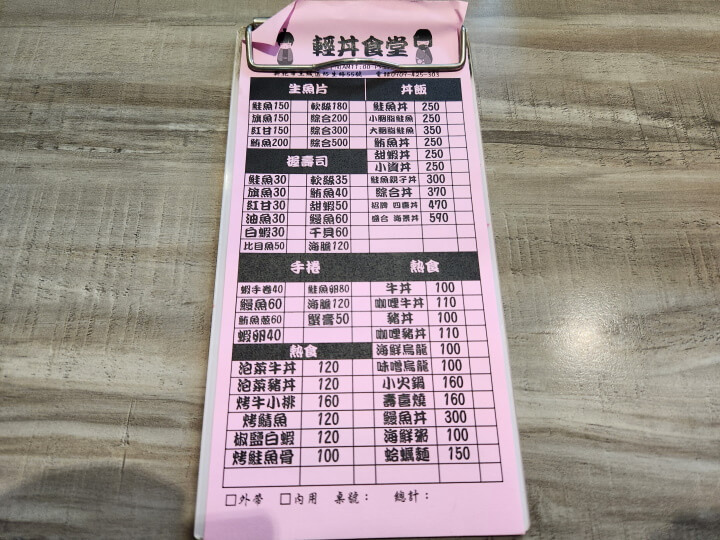 輕丼食堂
生魚片
鮭魚150 軟絲180
旗魚150 綜合200
紅甘150 綜合300
鮪魚200 綜合500
握壽司
鮭魚30 軟絲35
旗魚30 鮪魚40
紅甘30 甜蝦50
油魚30 鰻魚60
白蝦30 干貝60
比目魚50 海膽120
丼飯
鮭魚丼 250
小胭脂鮭魚 250
大胭脂鮭魚 350
鮪魚丼 250
甜蝦丼 250
小資丼 250
鮭魚親子丼 300
綜合丼 370
招牌 四喜丼 470
綜合 海景丼 590
手捲
蝦手卷40 鮭魚卵80
鰻魚60 海膽120
鮪魚蔥60 蟹膏50
蝦卵40
熱食
泡菜牛丼 120
泡菜豬丼 120
烤牛小排 160
烤鯖魚 120
椒鹽白蝦 120
烤鮭魚骨 100
熱食
牛丼 100
咖哩牛丼 110
豬丼 100
咖哩豬丼 110
海鮮烏龍 100
味噌烏龍 100
小火鍋 160
壽喜燒 160
鰻魚丼 300
海鮮粥 100
蛤蠣麵 150
□外帶 □內用 桌號： 總計：